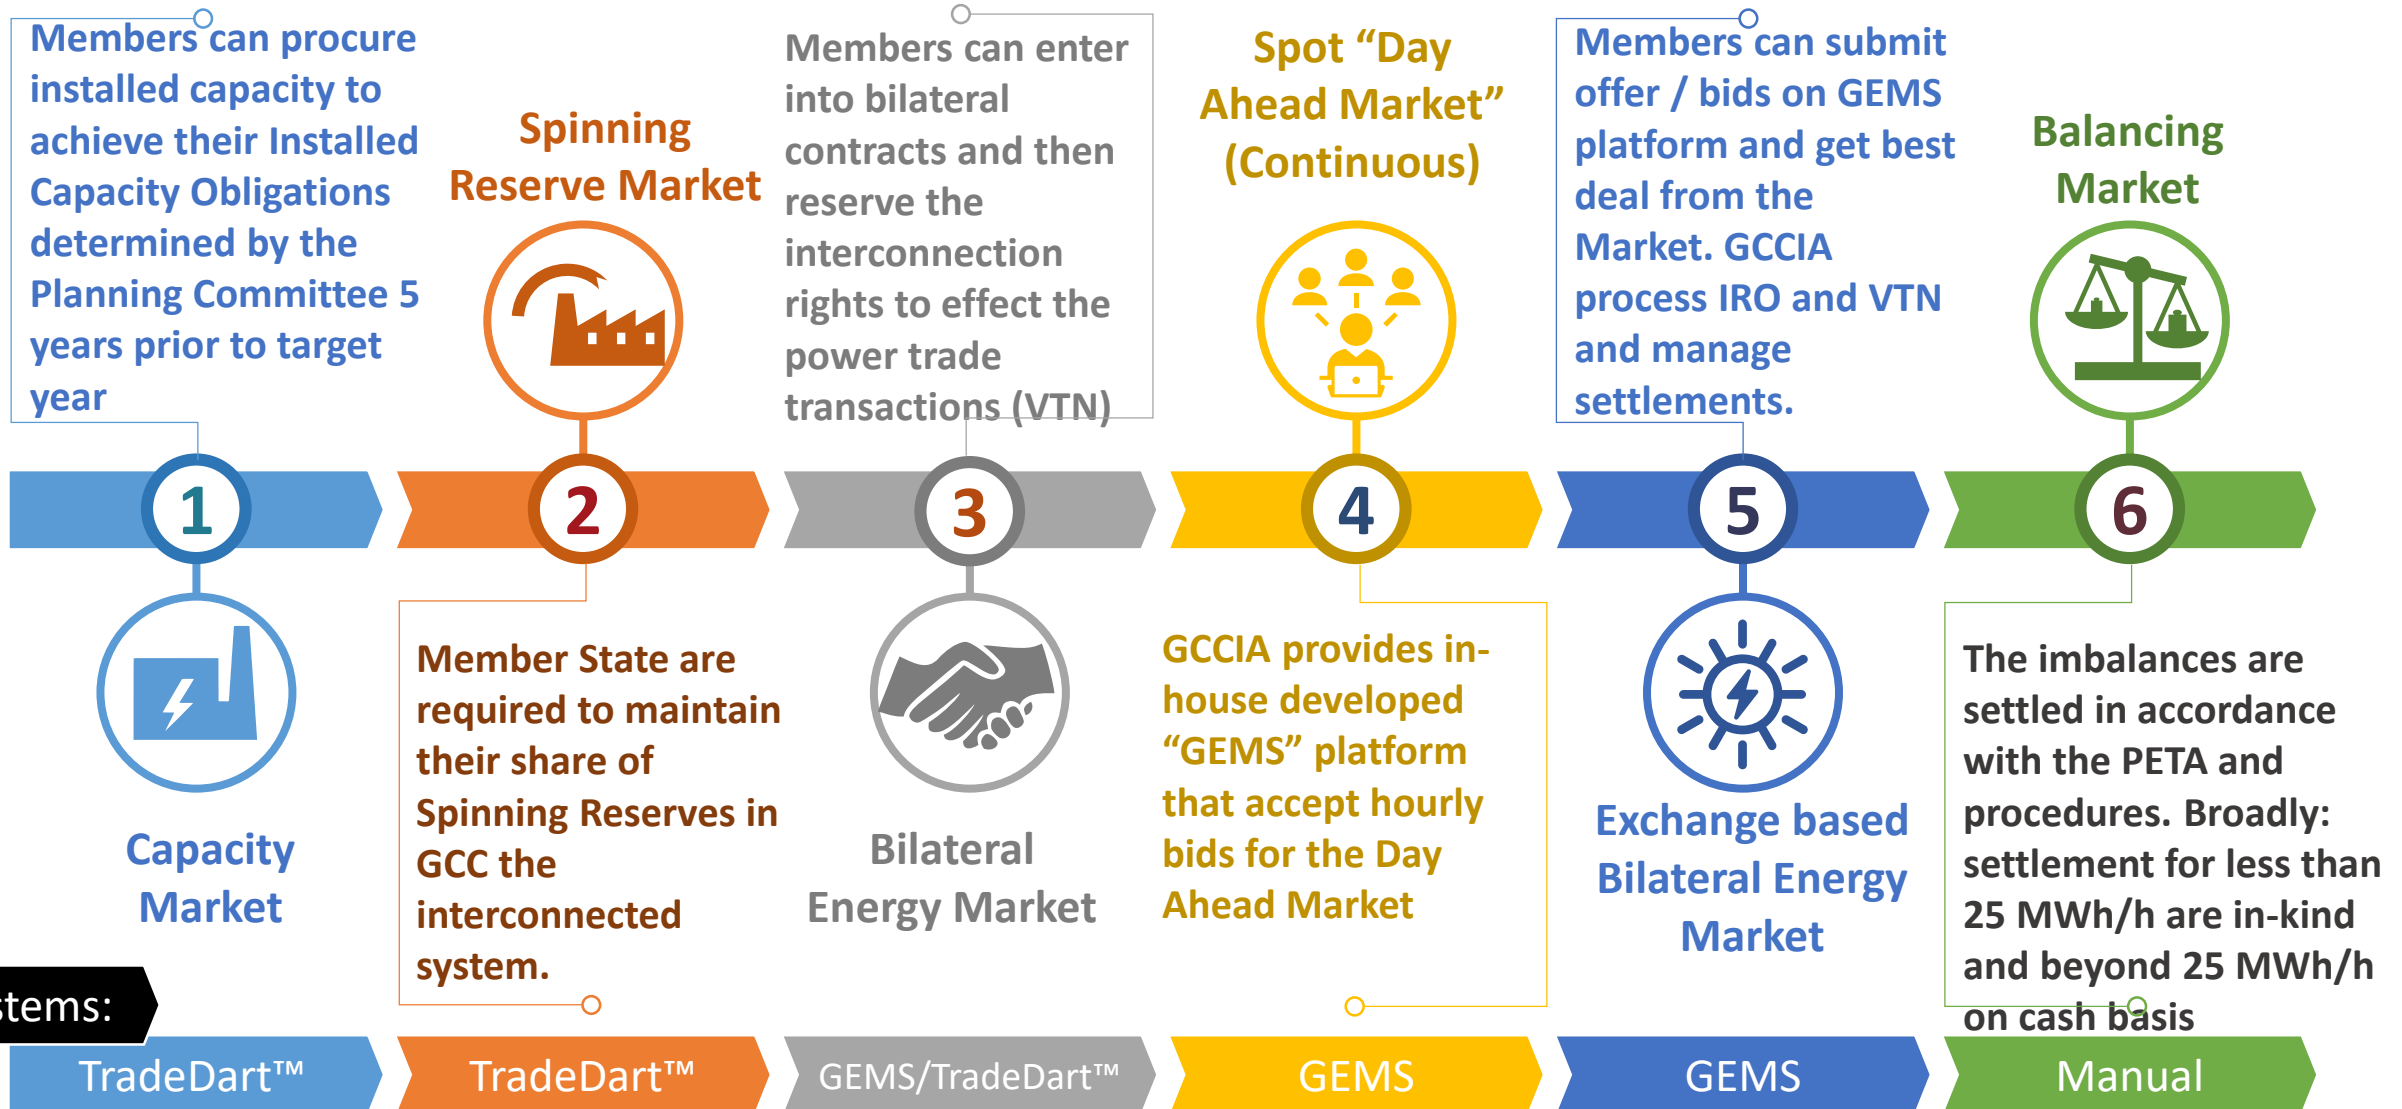 Members can procure
installed capacity to
achieve their Installed
Capacity Obligations
determined by the
Planning Committee 5
years prior to target
year
1
Capacity
Market
Spinning
Reserve Market
2
Member State are
required to maintain
their share of
Spinning Reserves in
GCC the
interconnected
system.
Members can enter
into bilateral
contracts and then
reserve the
interconnection
rights to effect the
power trade
transactions (VTN)
3
Bilateral
Energy Market
Spot “Day
Ahead Market”
(Continuous)
4
GCCIA provides in-
house developed
“GEMS” platform
that accept hourly
bids for the Day
Ahead Market
Members can submit
offer / bids on GEMS
platform and get best
deal from the
Market. GCCIA
process IRO and VTN
and manage
settlements.
5
Exchange based
Bilateral Energy
Market
Balancing
Market
6
The imbalances are
settled in accordance
with the PETA and
procedures. Broadly:
settlement for less than
25 MWh/h are in-kind
and beyond 25 MWh/h
on cash basis
stems:
TradeDart™
TradeDart™
GEMS/TradeDart™
GEMS
GEMS
Manual